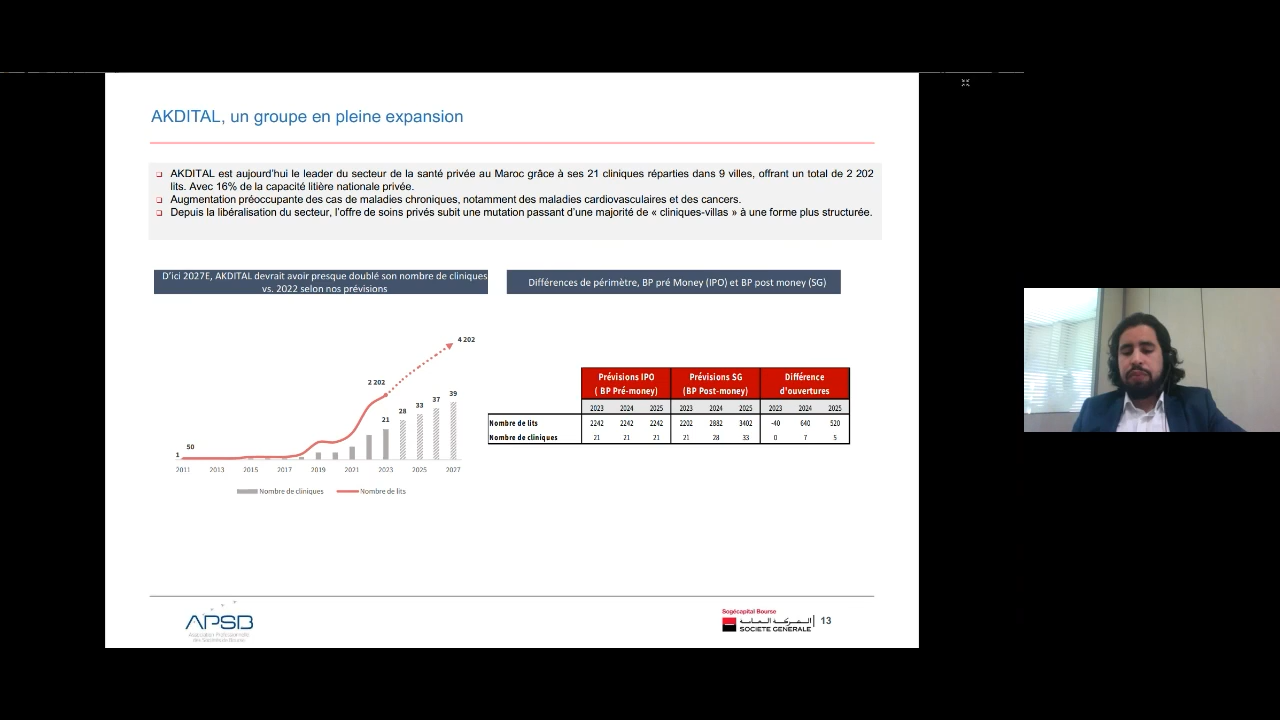 AKDITAL, un groupe en pleine expansion
AKDITAL est aujourd'hui le leader du secteur de la santé privée au Maroc grâce à ses 21 cliniques réparties dans 9 villes, offrant un total de 2 202
lits. Avec 16% de la capacité litière nationale privée.
Augmentation préoccupante des cas de maladies chroniques, notamment des maladies cardiovasculaires et des cancers.
Depuis la libéralisation du secteur, l'offre de soins privés subit une mutation passant d'une majorité de « cliniques-villas » à une forme plus structurée.
D'ici 2027E, AKDITAL devrait avoir presque doublé son nombre de cliniques
vs. 2022 selon nos prévisions
4 202
2 202
39
37
33
28
21
50
1
2011 2013 2015 2017 2019 2021 2023 2025 2027
Nombre de cliniques Nombre de lits
Différences de périmètre, BP pré Money (IPO) et BP post money (SG)
Prévisions IPO Prévisions SG Différence
( BP Pré-money) (BP Post-money) d'ouvertures
2023 2024 2025 2023 2024 2025 2023 2024 2025
Nombre de lits 2242 2242 2242 2202 2882 3402 -40 640 520
Nombre de cliniques 21 21 21 21 28 33 0 7 5
APSB
Association Professionnelle
des Sociétés de Bourse
Sogécapital Bourse
الشركة العامة
SOCIETE GENERALE
13